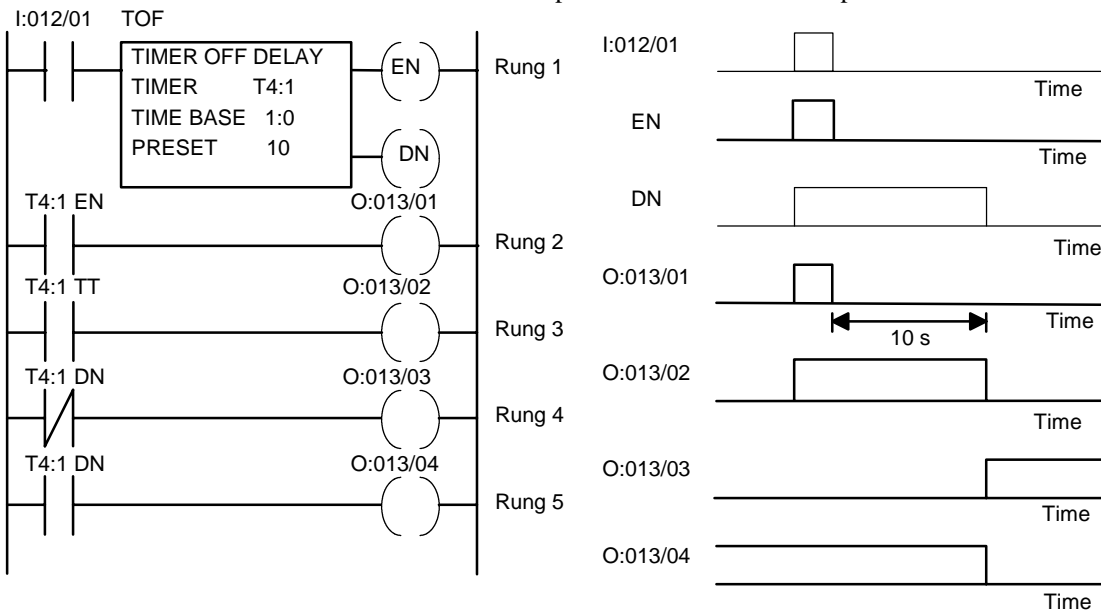 I:012/01 TOF
TIMER OFF DELAY
TIMER T4:1
TIME BASE 1:0
PRESET 10
EN
DN
Rung 1
T4:1 EN O:013/01
Rung 2
T4:1 TT O:013/02
Rung 3
T4:1 DN O:013/03
Rung 4
T4:1 DN O:013/04
Rung 5
I:012/01
Time
EN
Time
DN
Time
O:013/01
Time
10 s
O:013/02
Time
O:013/03
Time
O:013/04
Time